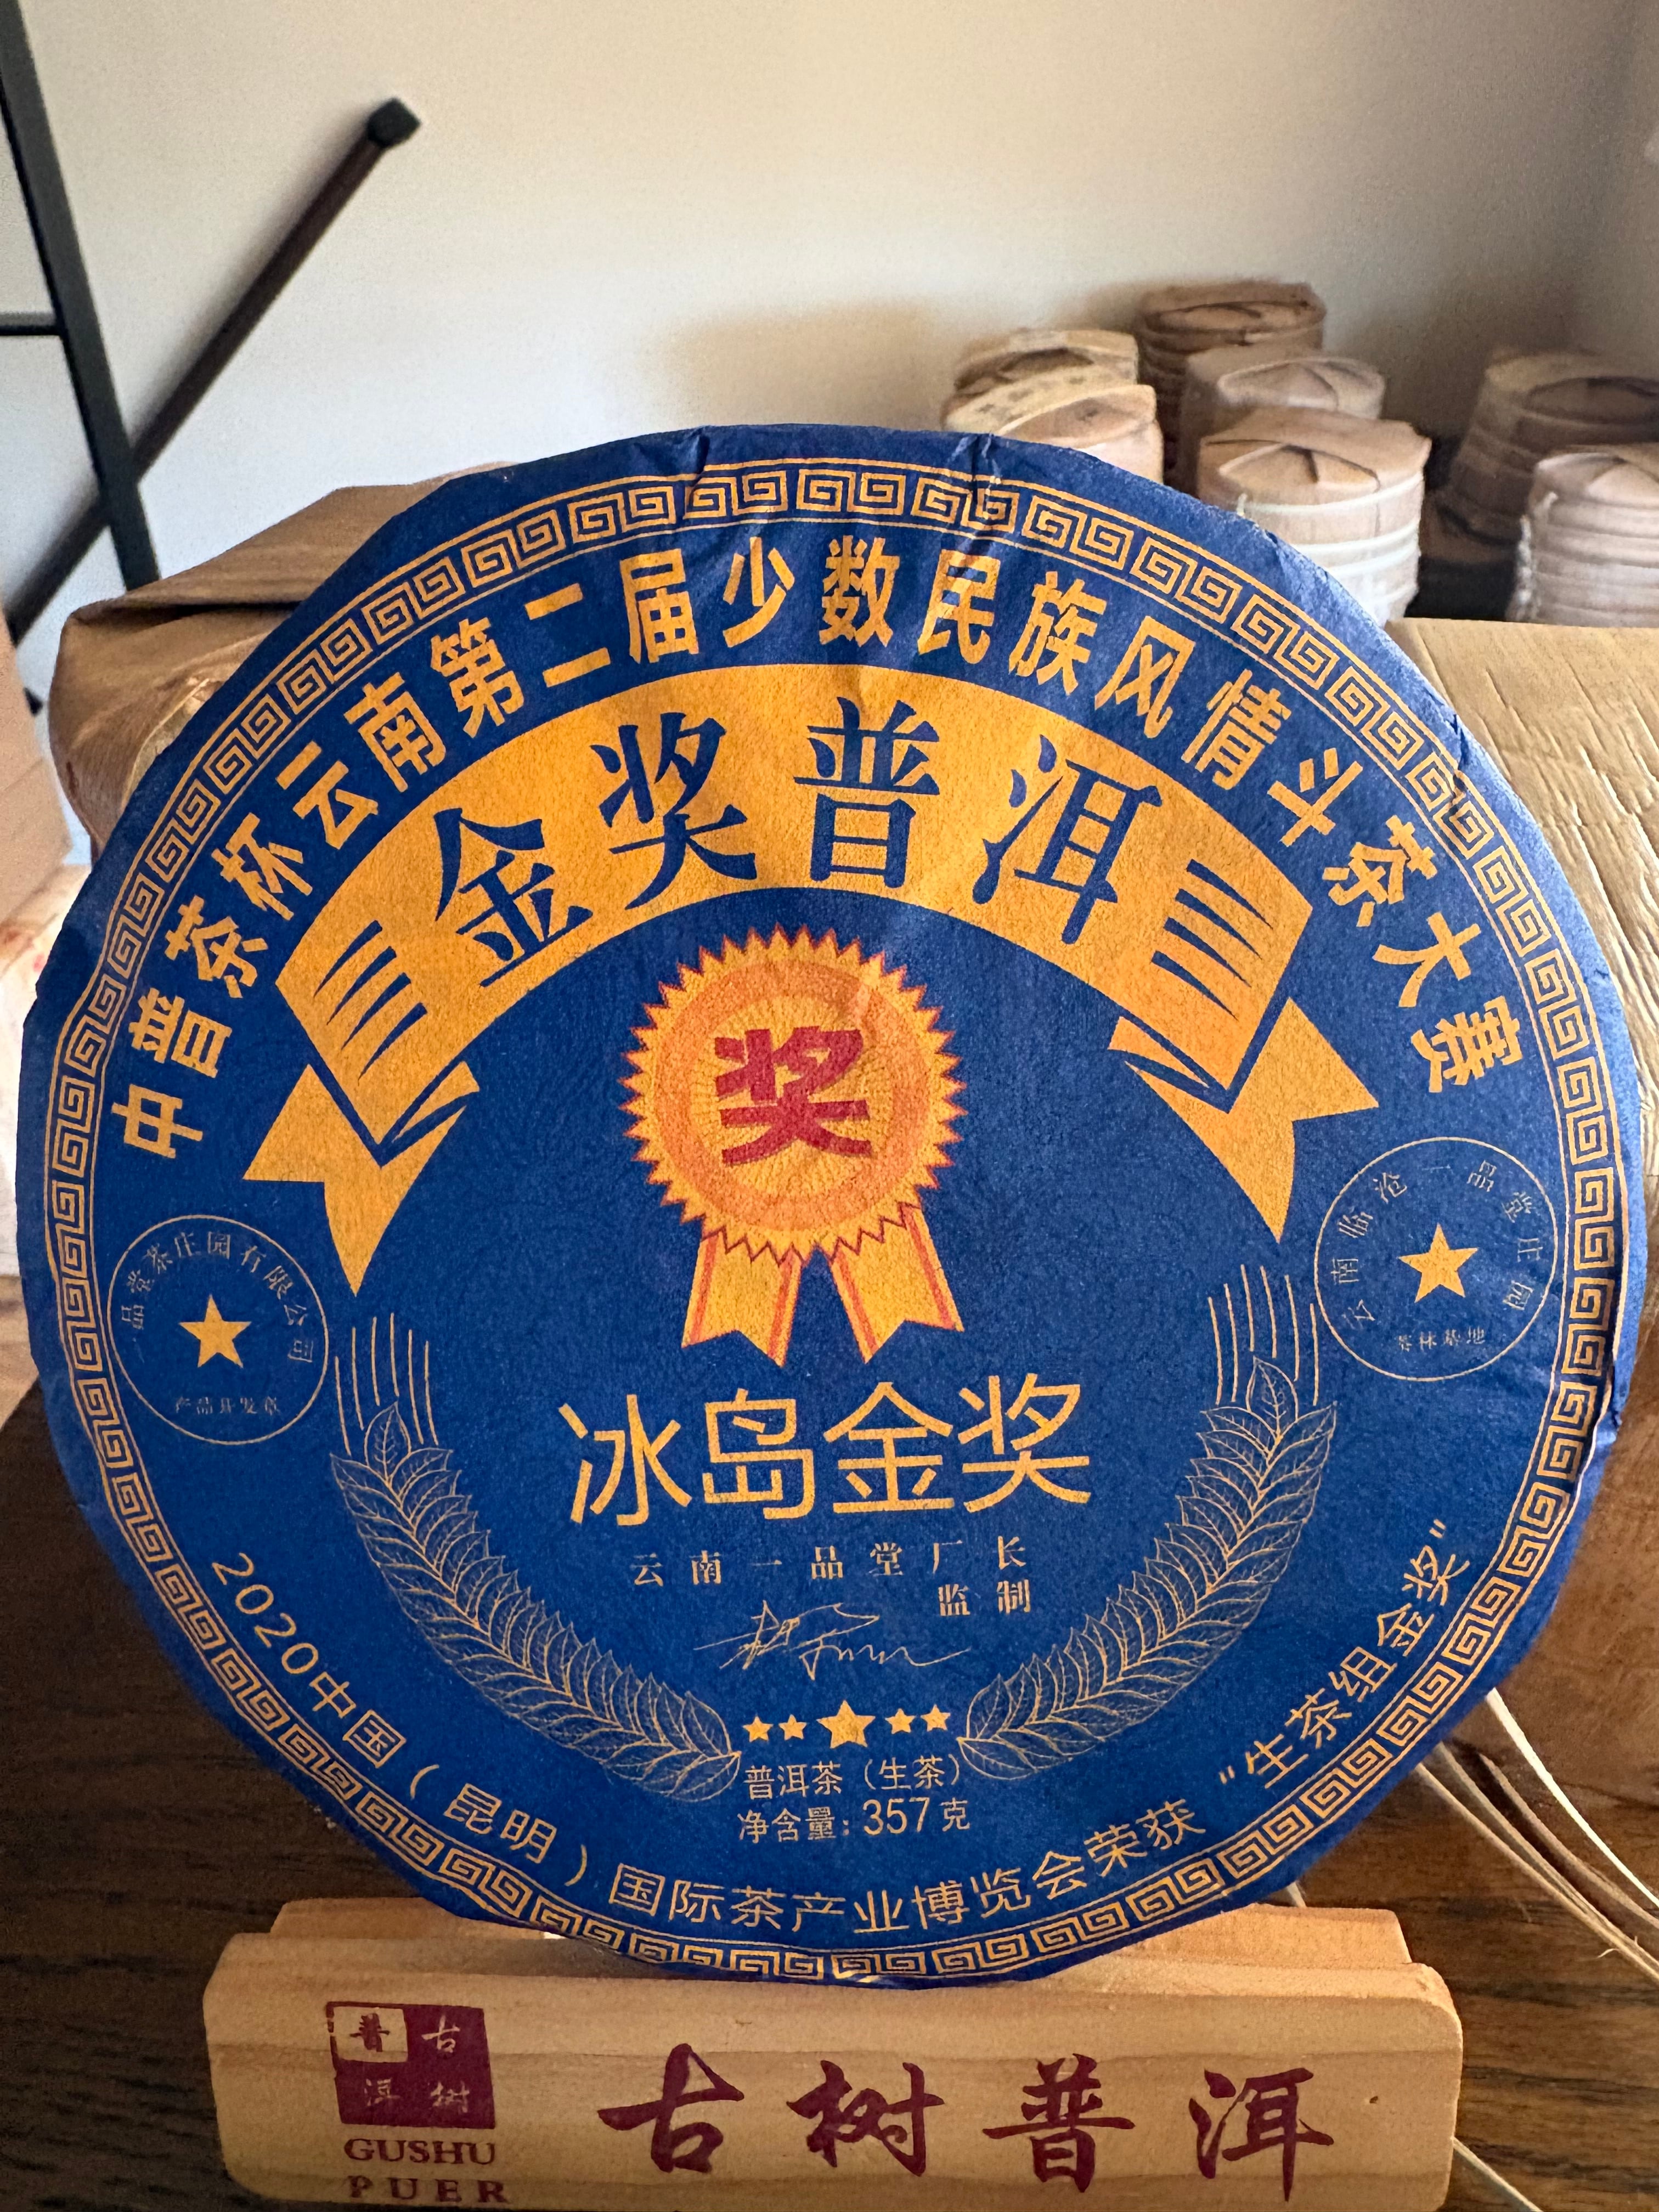 中普茶杯云南第二届少数民族风情斗茶大赛
金奖普洱
奖
一品堂茶庄园有限公司
产品开发章
云南临沧一品堂庄园
茶林基地
冰岛金奖
云南一品堂厂长
监制
普洱茶（生茶）
净含量：357克
2020中国（昆明）国际茶产业博览会荣获"生茶组金奖"
古树
普洱
GUSHU
PUER
古树普洱